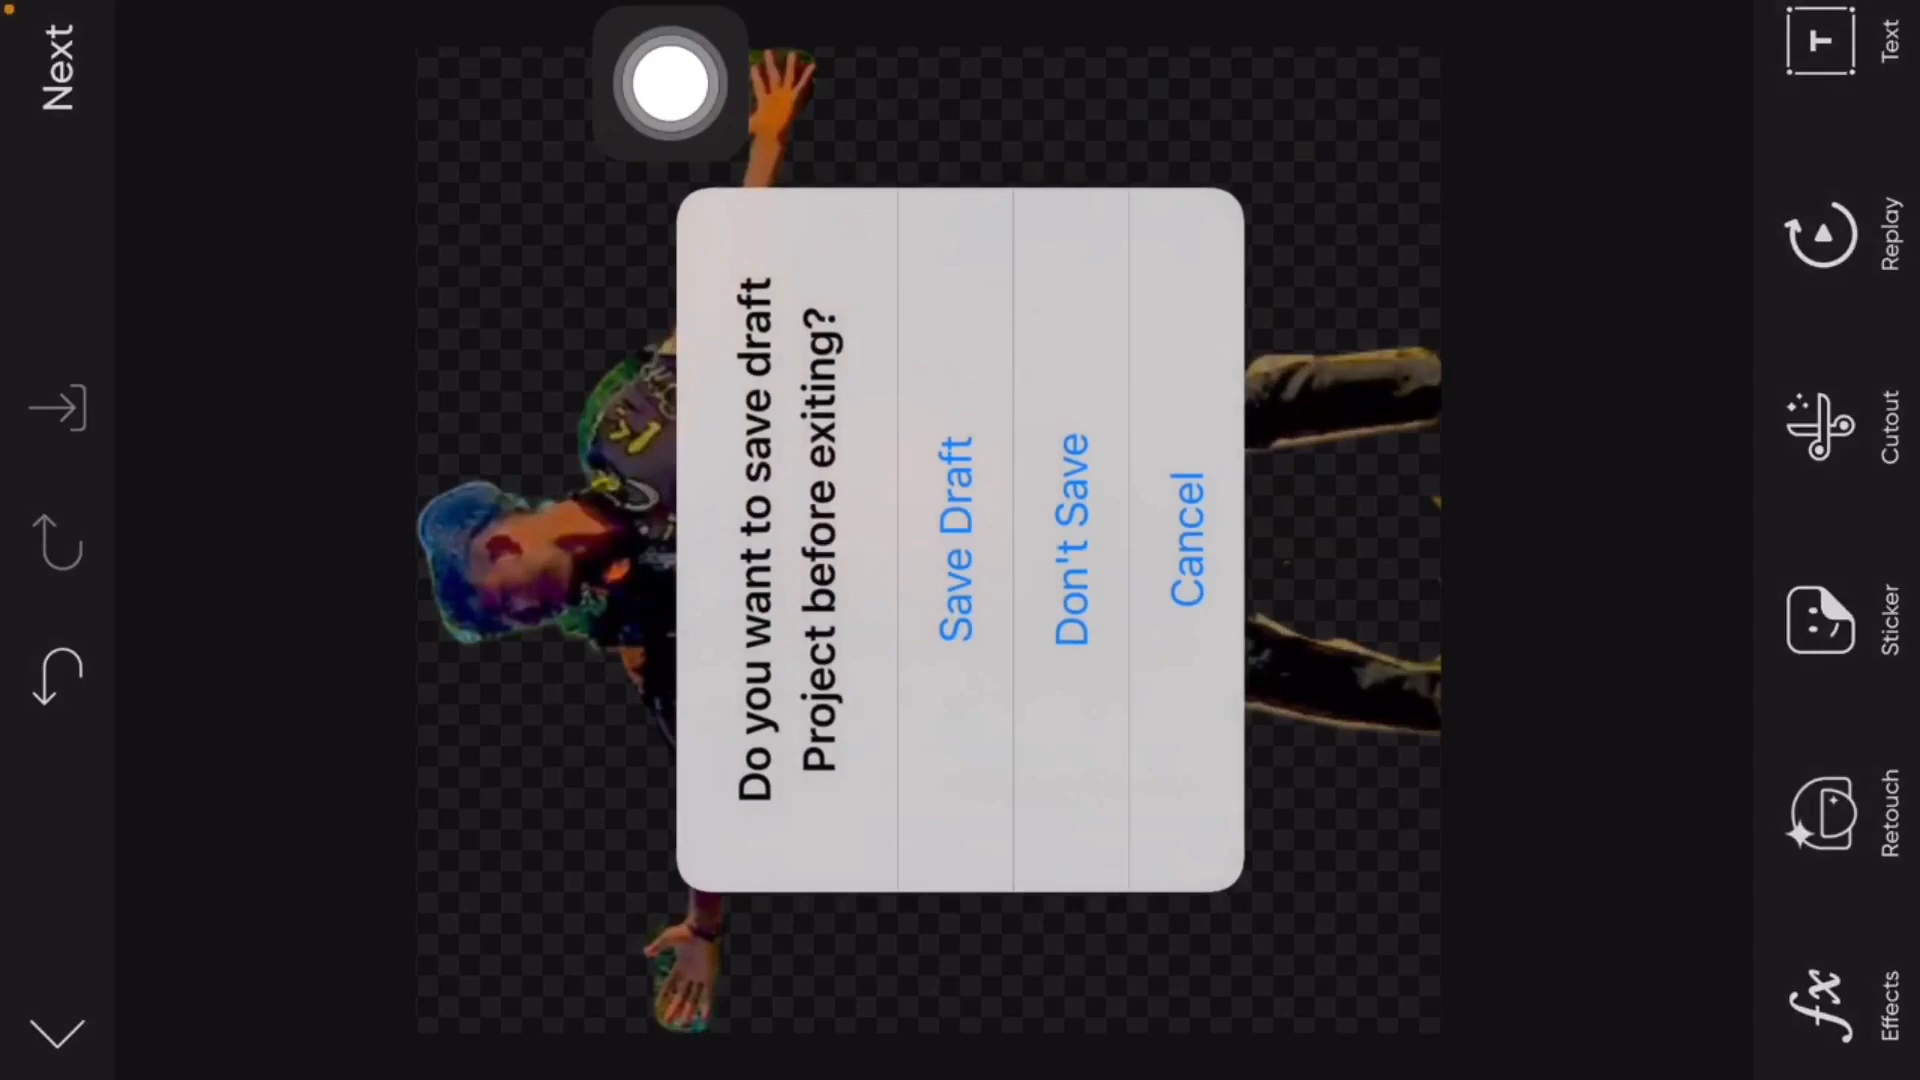 Next
Do you want to save draft
Project before exiting?
Save Draft
Don't Save
Cancel
fx
Effects
Retouch
Sticker
Cutout
Replay
T
Text